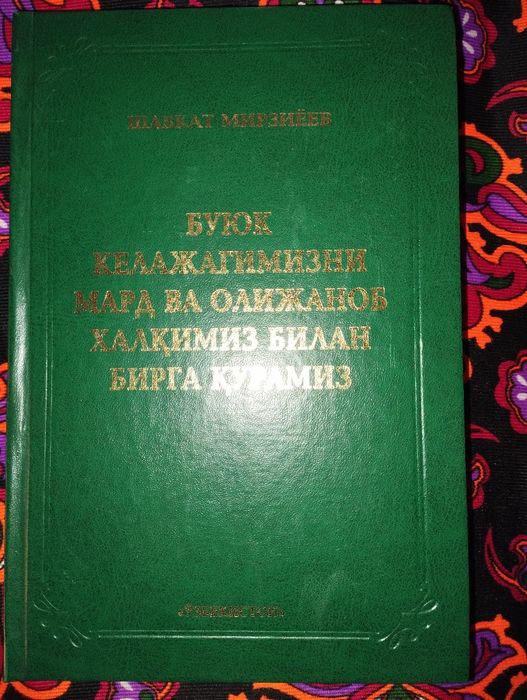 ШАВКАТ МИРЗИЁЕВ
БУЮК
КЕЛАЖАГИМИЗНИ
МАРД ВА ОЛИЖАНОБ
ХАЛҚИМИЗ БИЛАН
БИРГА ҚУРАМИЗ
«ЎЗБЕКИСТОН»